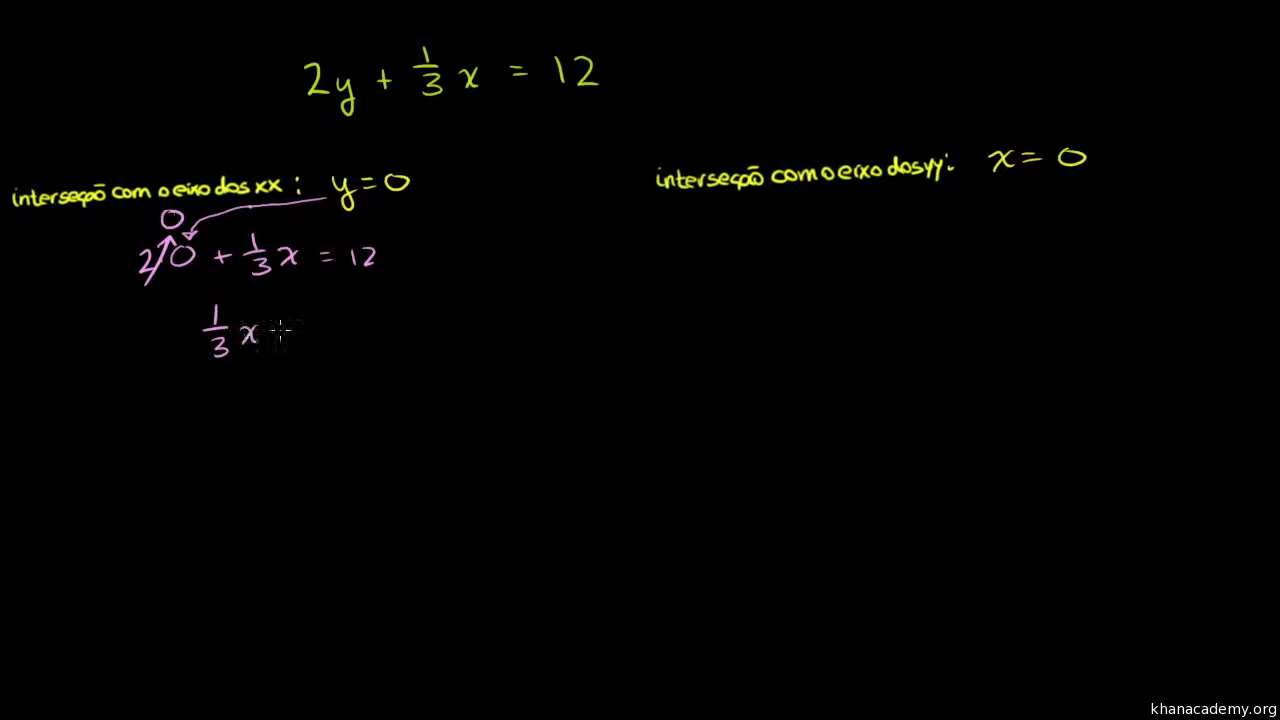 2y + 1/3 x = 12
interseção com o eixo dos xx : y = 0
interseção com o eixo dos yy : x = 0
0
2·0 + 1/3 x = 12
1/3 x
khanacademy.org